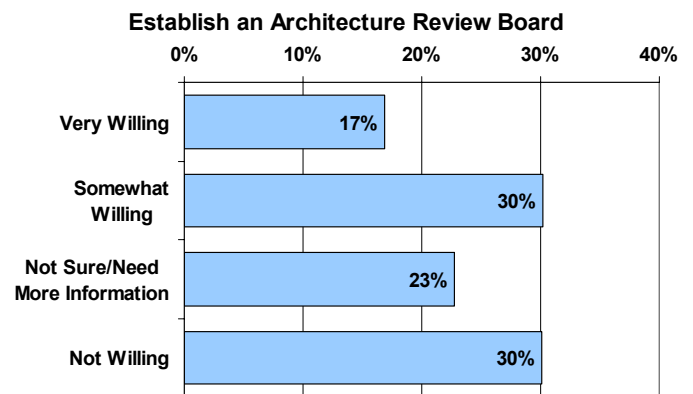 Establish an Architecture Review Board
0% 10% 20% 30% 40%
Very Willing 17%
Somewhat
Willing 30%
Not Sure/Need
More Information 23%
Not Willing 30%